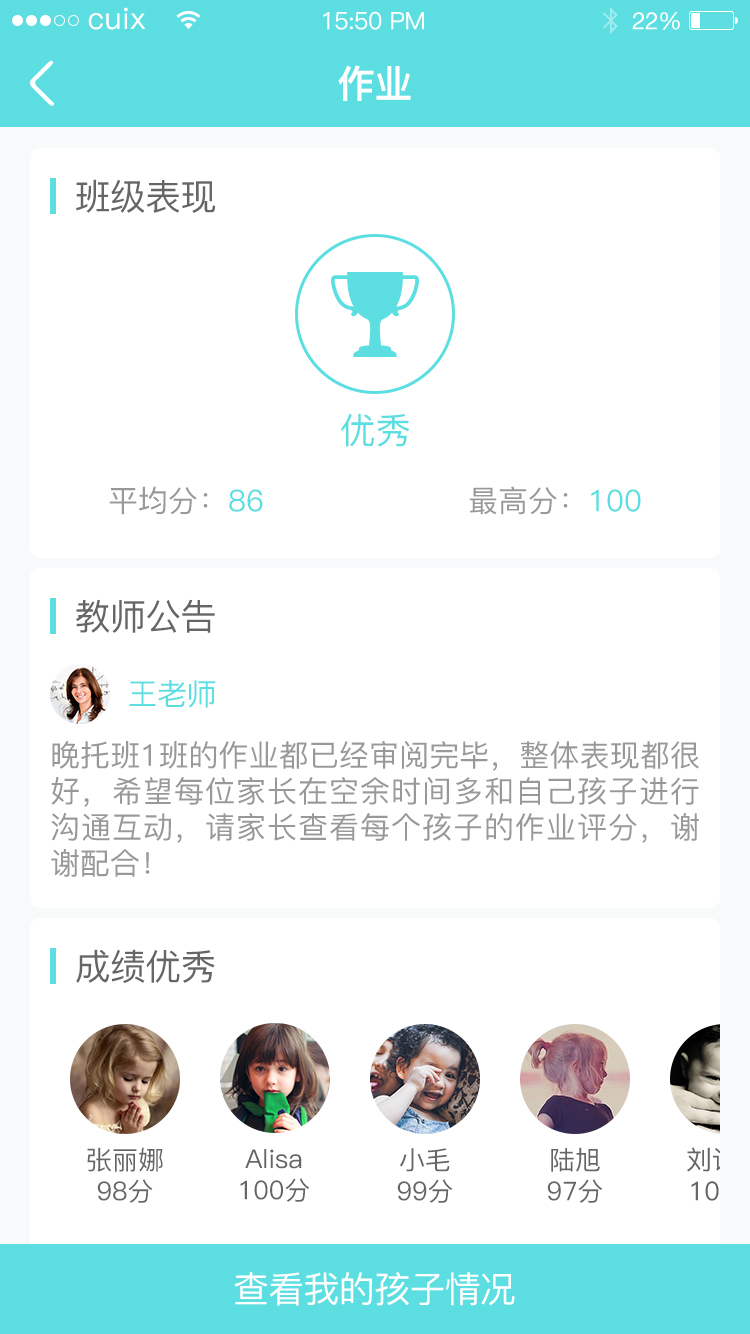 cuix 15:50 PM 22%
作业
班级表现
优秀
平均分：86 最高分：100
教师公告
王老师
晚托班1班的作业都已经审阅完毕，整体表现都很
好，希望每位家长在空余时间多和自己孩子进行
沟通互动，请家长查看每个孩子的作业评分，谢
谢配合！
成绩优秀
张丽娜 Alisa 小毛 陆旭 刘
98分 100分 99分 97分 10
查看我的孩子情况